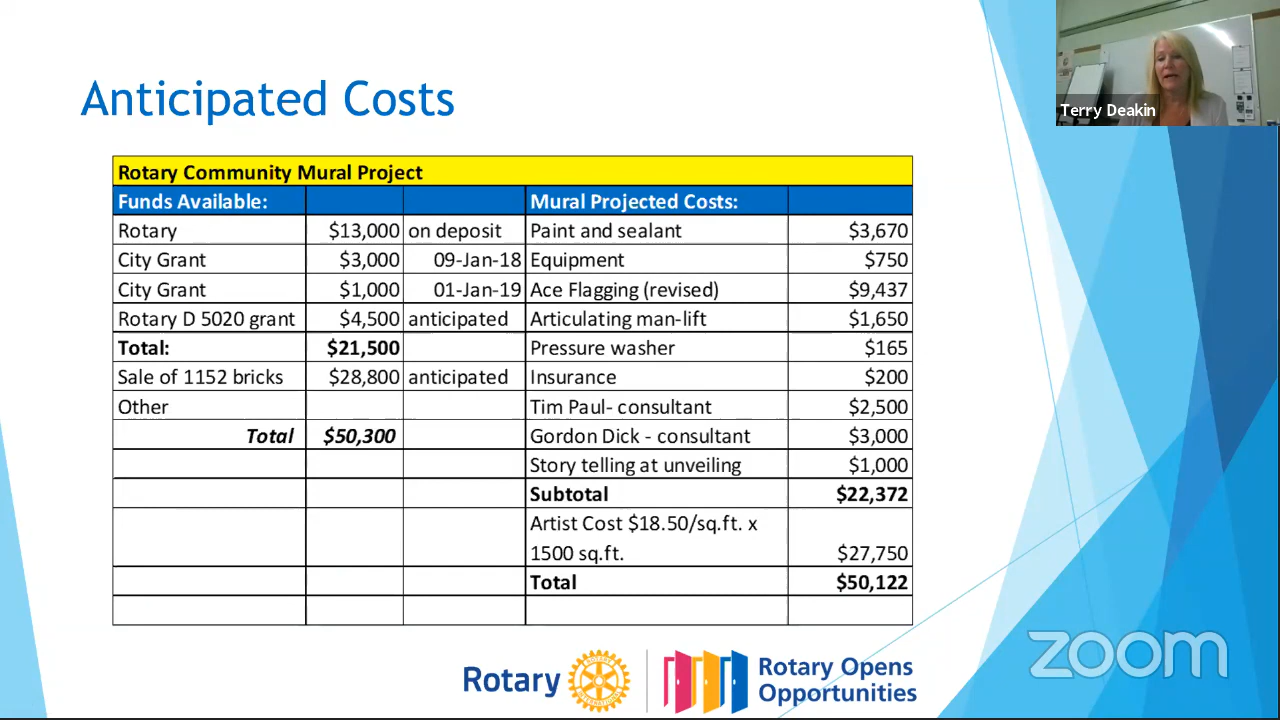 Anticipated Costs
Terry Deakin
Rotary Community Mural Project
Funds Available: Mural Projected Costs:
Rotary $13,000 on deposit Paint and sealant $3,670
City Grant $3,000 09-Jan-18 Equipment $750
City Grant $1,000 01-Jan-19 Ace Flagging (revised) $9,437
Rotary D 5020 grant $4,500 anticipated Articulating man-lift $1,650
Total: $21,500 Pressure washer $165
Sale of 1152 bricks $28,800 anticipated Insurance $200
Other Tim Paul- consultant $2,500
Total $50,300 Gordon Dick - consultant $3,000
Story telling at unveiling $1,000
Subtotal $22,372
Artist Cost $18.50/sq.ft. x
1500 sq.ft. $27,750
Total $50,122
Rotary
ROTARY
INTERNATIONAL
Rotary Opens
Opportunities
zoom